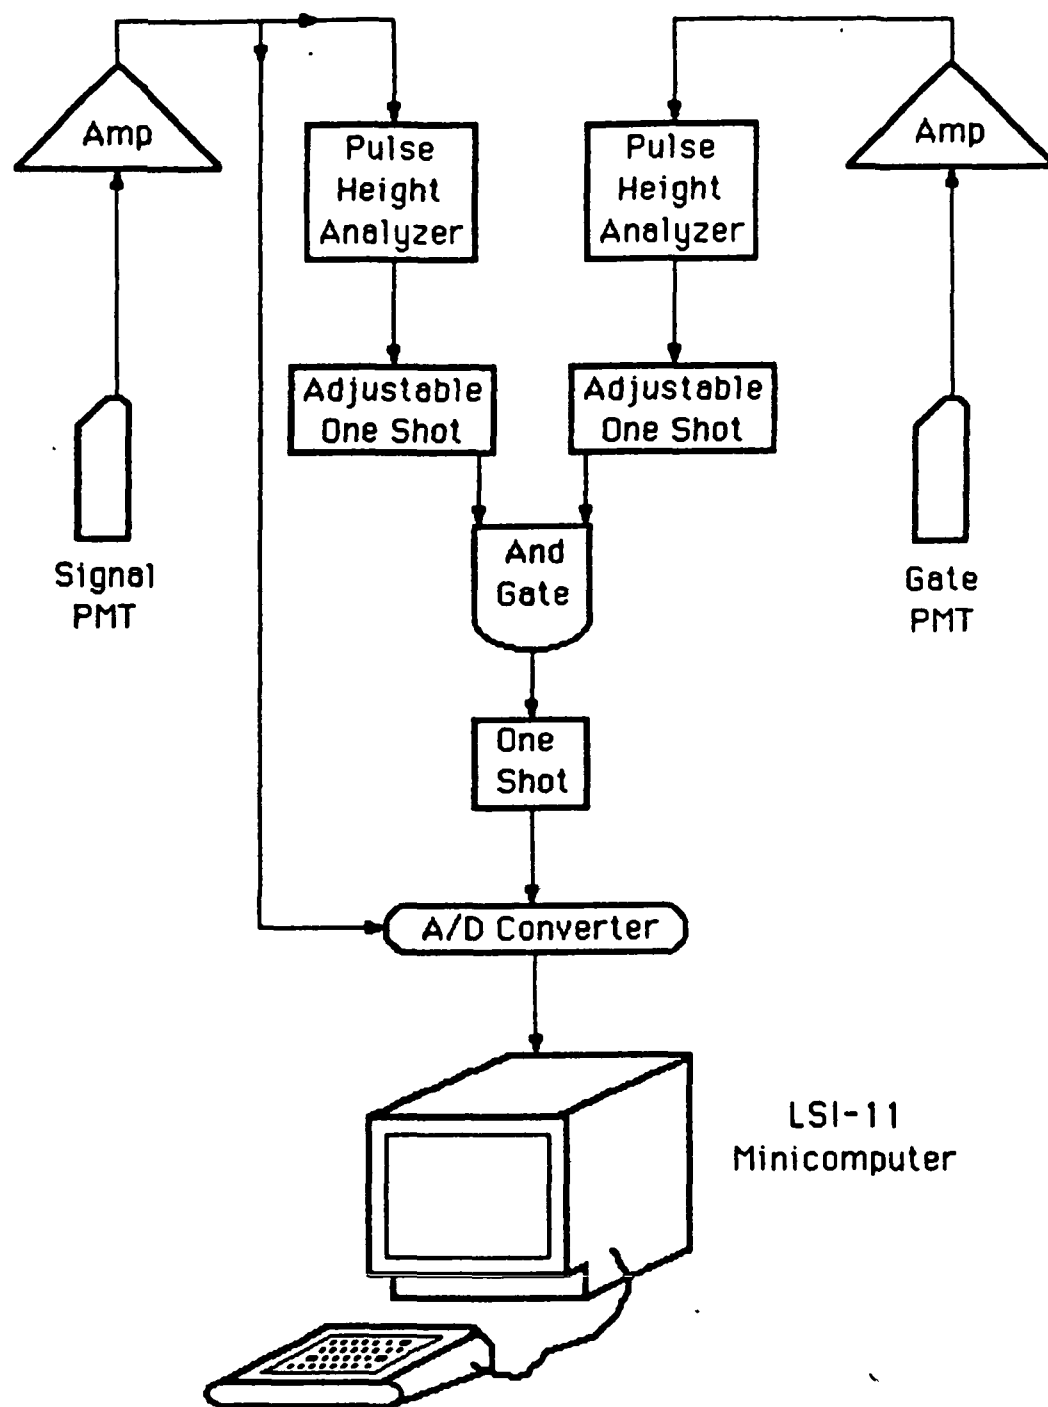 Amp
Pulse
Height
Analyzer
Pulse
Height
Analyzer
Amp
Adjustable
One Shot
Adjustable
One Shot
Signal
PMT
And
Gate
Gate
PMT
One
Shot
A/D Converter
LSI-11
Minicomputer